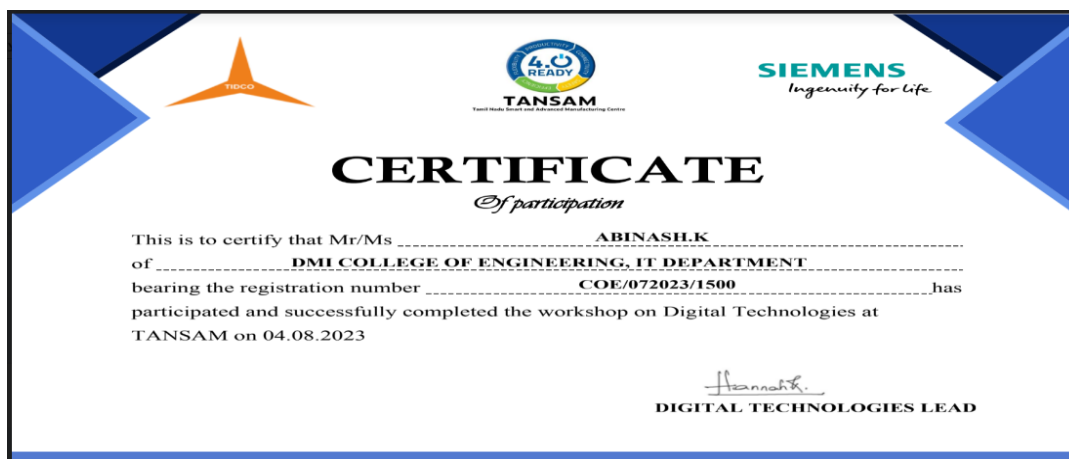 TIDCO
PRODUCTIVITY
4.0
READY
TANSAM
Tamil Nadu Smart and Advanced Manufacturing Centre
SIEMENS
Ingenuity for life
CERTIFICATE
Of participation
This is to certify that Mr/Ms ABINASH.K
of DMI COLLEGE OF ENGINEERING, IT DEPARTMENT
bearing the registration number COE/072023/1500 has
participated and successfully completed the workshop on Digital Technologies at
TANSAM on 04.08.2023
HannahK.
DIGITAL TECHNOLOGIES LEAD